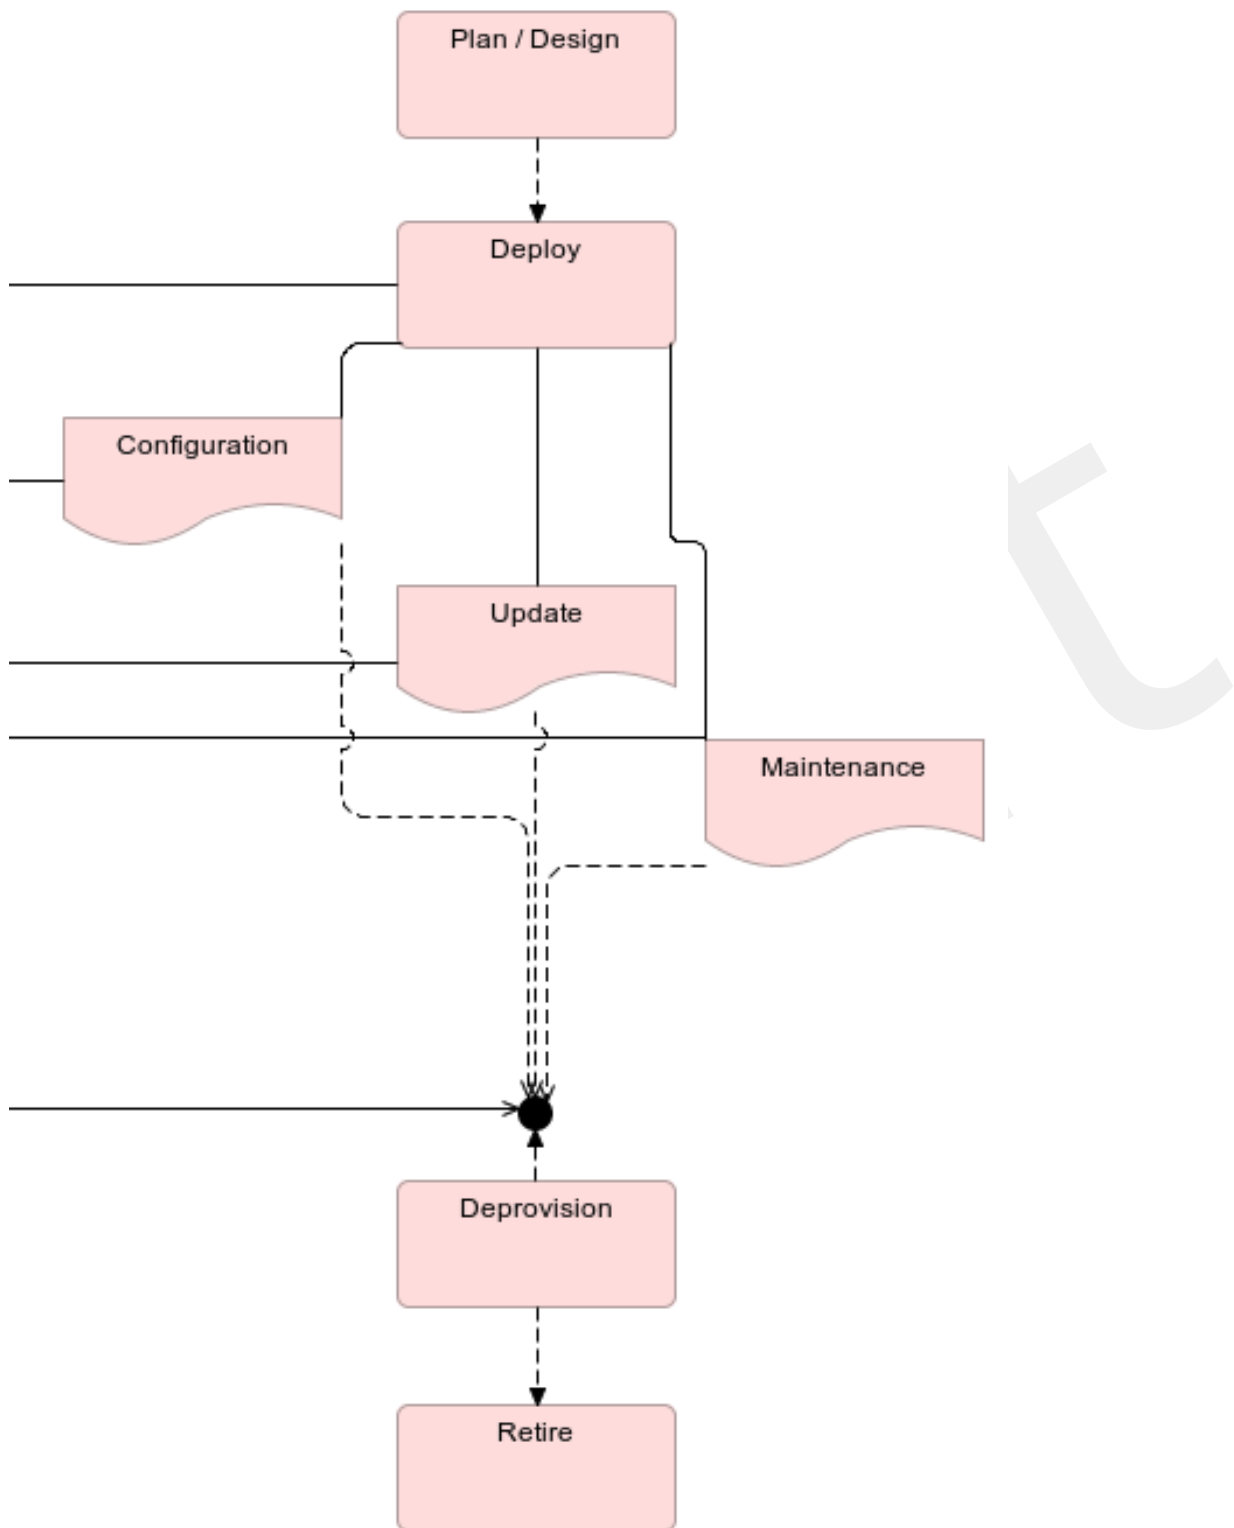 Plan / Design
Deploy
Configuration
Update
Maintenance
Deprovision
Retire